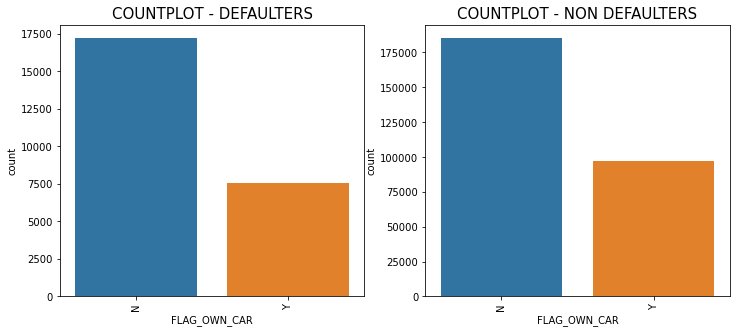 COUNTPLOT - DEFAULTERS
17500
15000
12500
10000
7500
5000
2500
0
count
N
Y
FLAG_OWN_CAR
COUNTPLOT - NON DEFAULTERS
175000
150000
125000
100000
75000
50000
25000
0
count
N
Y
FLAG_OWN_CAR